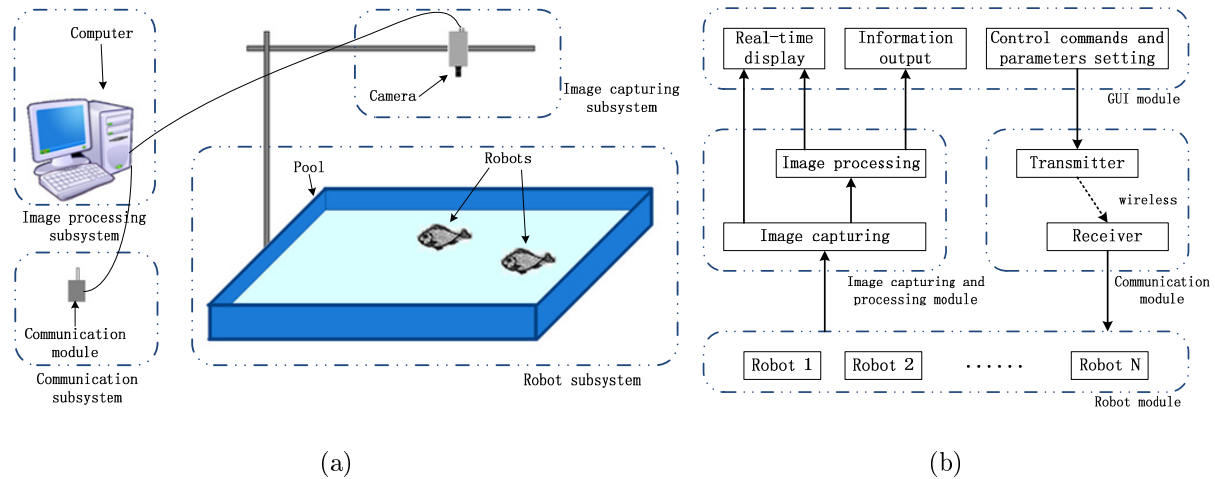 Computer
Camera
Image capturing
subsystem
Image processing
subsystem
Pool
Robots
Communication
module
Communication
subsystem
Robot subsystem
(a)
Real-time
display
Information
output
Control commands and
parameters setting
GUI module
Image processing
Transmitter
wireless
Image capturing
Receiver
Image capturing and
processing module
Communication
module
Robot 1
Robot 2
......
Robot N
Robot module
(b)